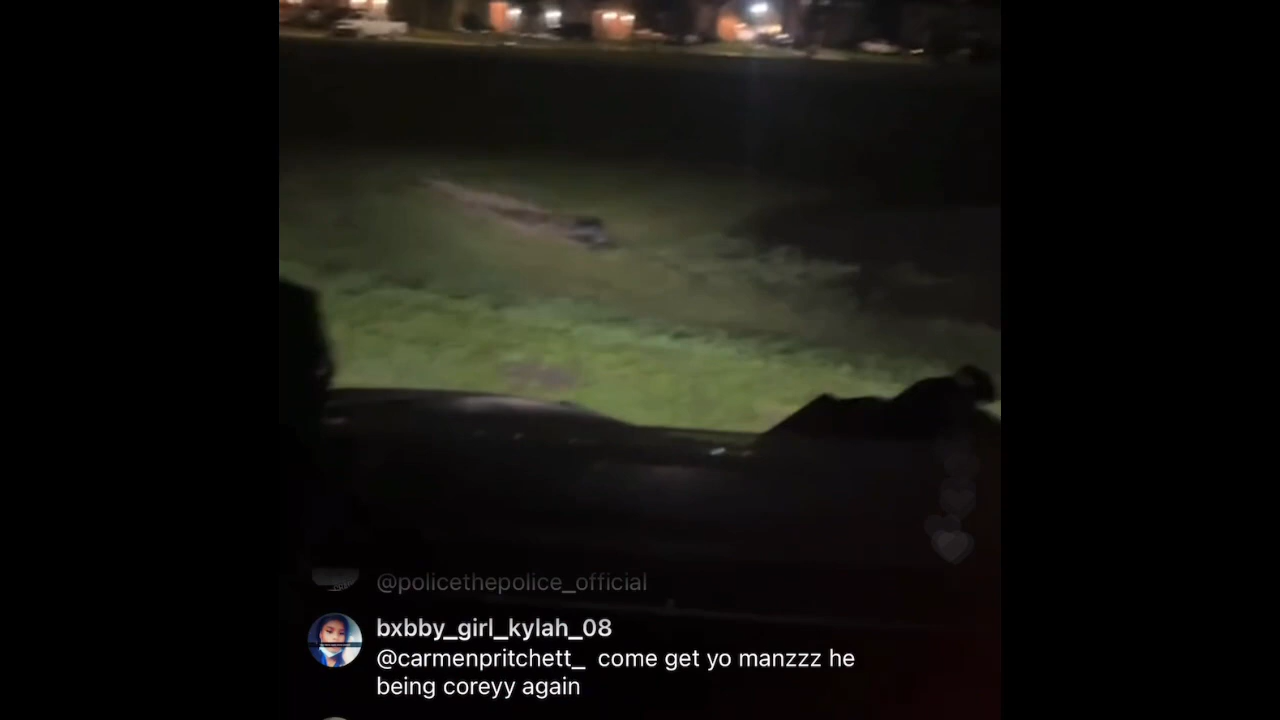 @policethepolice_official
bxbby_girl_kylah_08
@carmenpritchett_ come get yo manzzz he
being coreyy again